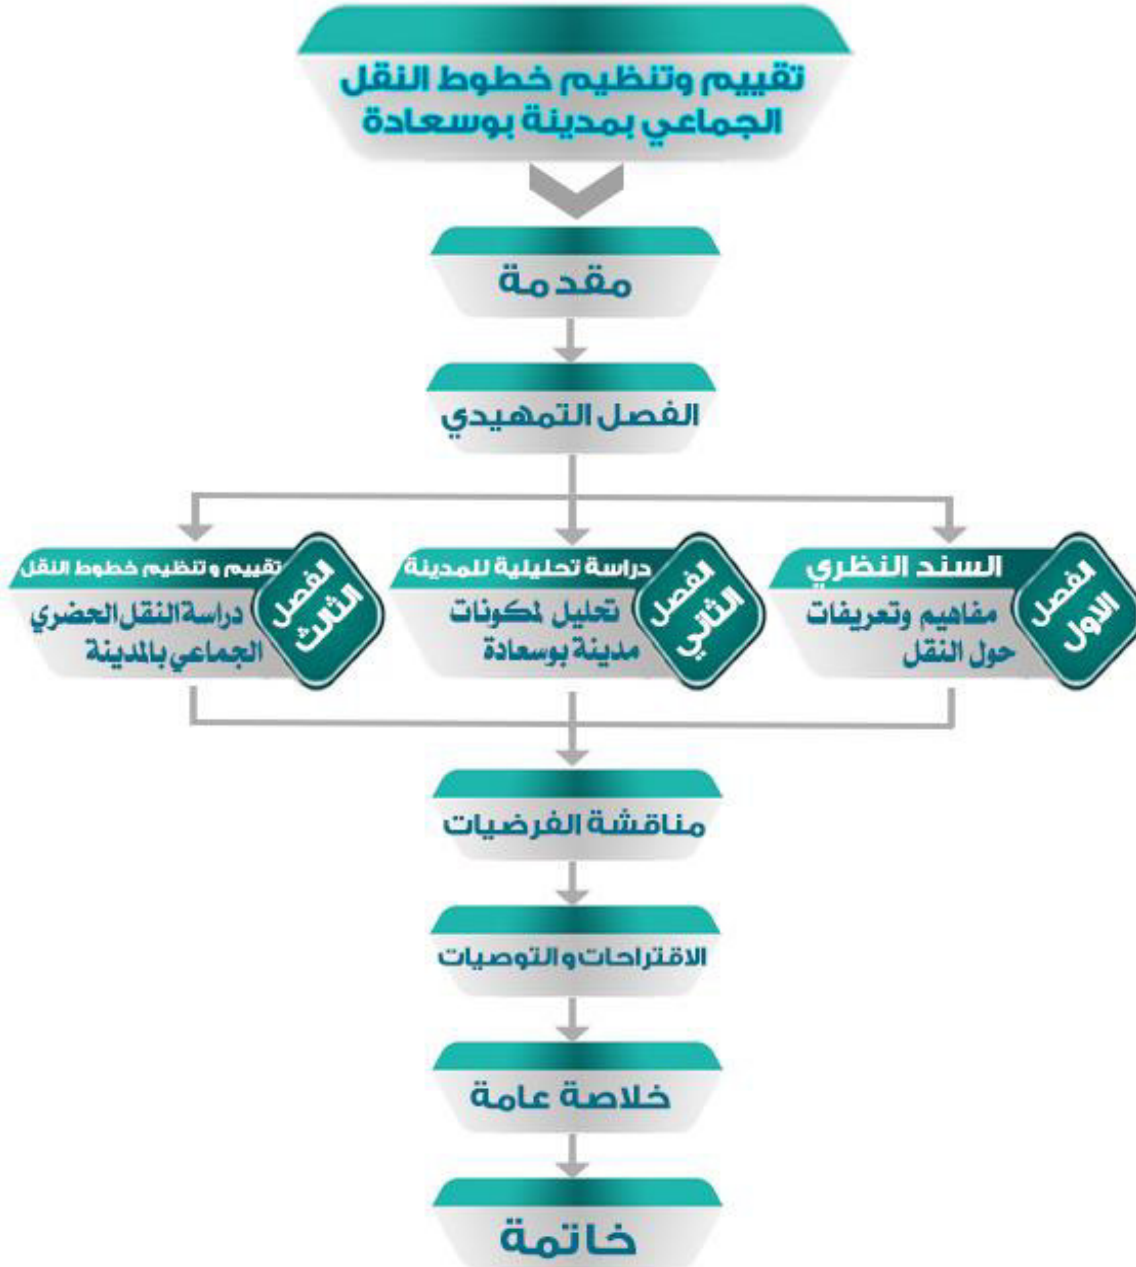 تقييم وتنظيم خطوط النقل
الجماعي بمدينة بوسعادة
مقدمة
الفصل التمهيدي
الفصل
الاول
السند النظري
مفاهيم وتعريفات
حول النقل
الفصل
الثاني
دراسة تحليلية للمدينة
تحليل لمكونات
مدينة بوسعادة
الفصل
الثالث
تقييم و تنظيم خطوط النقل
دراسة النقل الحضري
الجماعي بالمدينة
مناقشة الفرضيات
الاقتراحات و التوصيات
خلاصة عامة
خاتمة